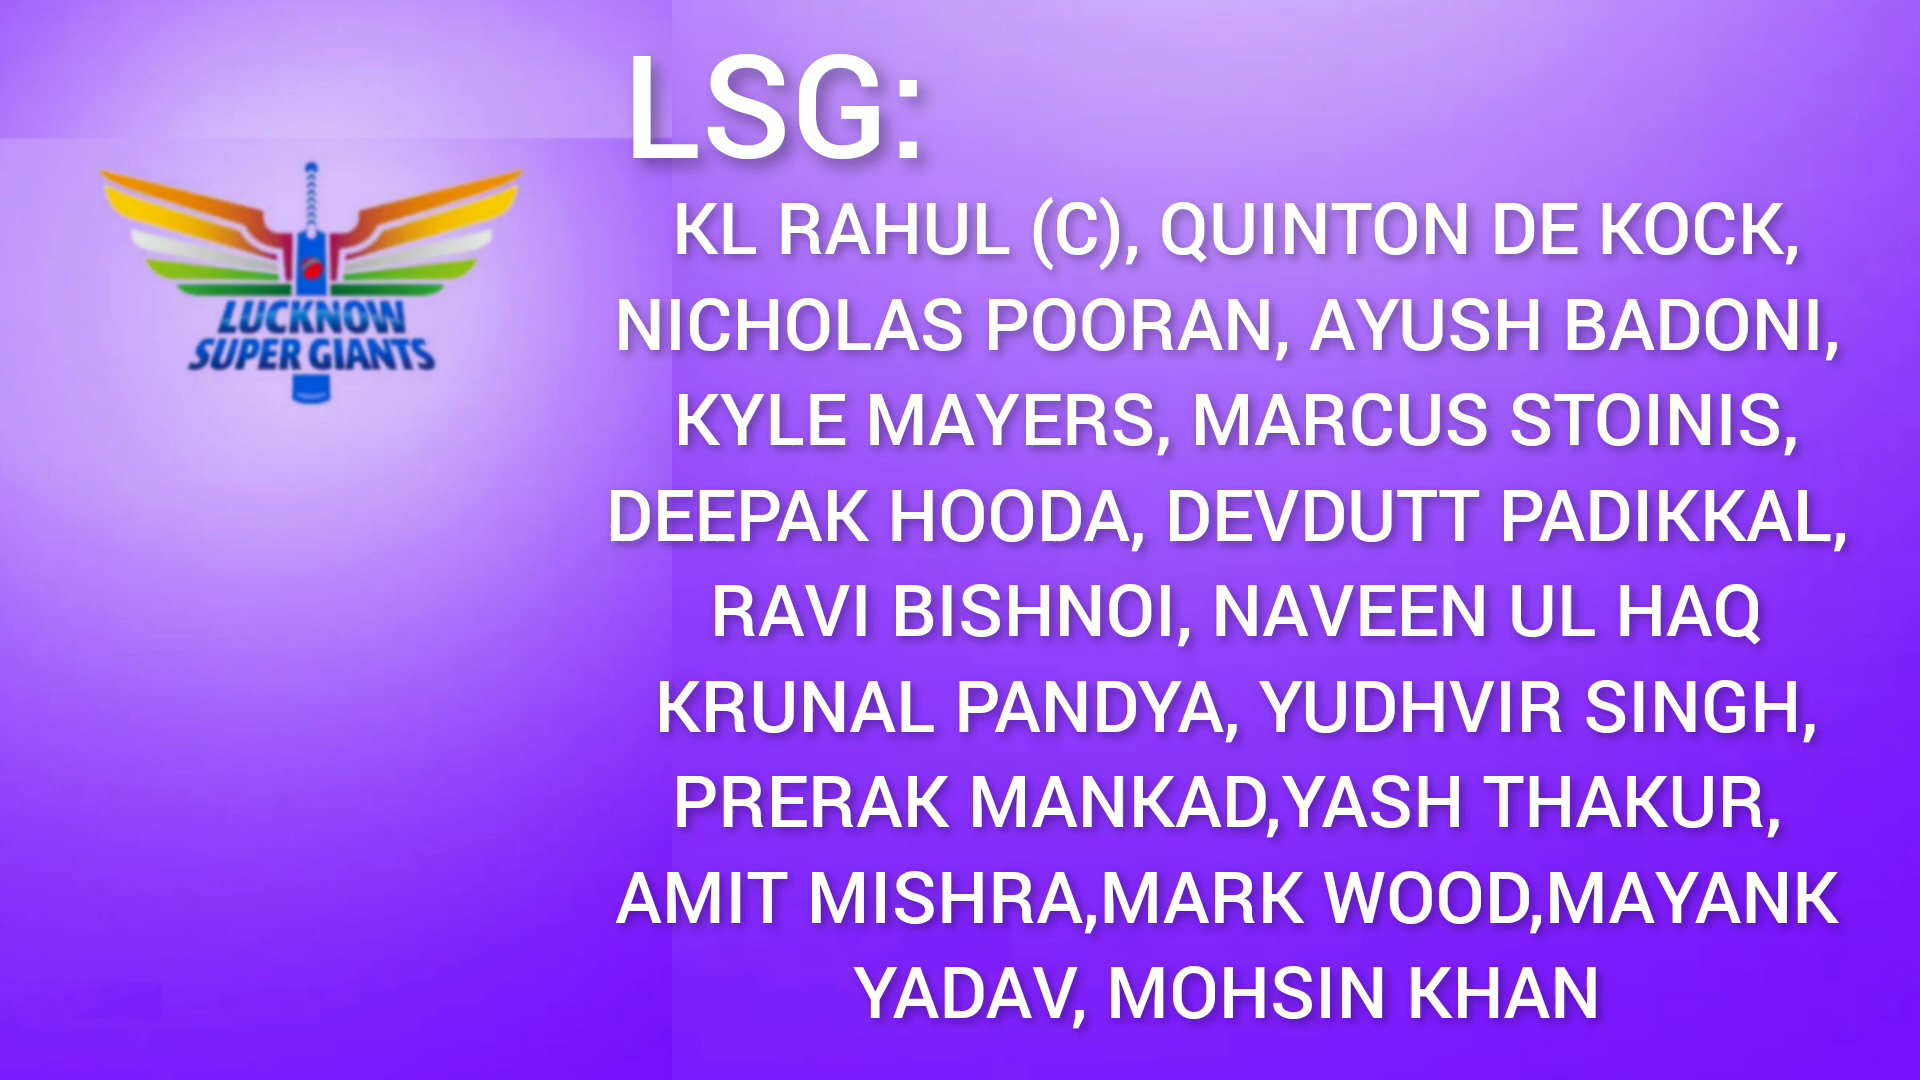 LSG:
LUCKNOW
SUPER GIANTS
KL RAHUL (C), QUINTON DE KOCK,
NICHOLAS POORAN, AYUSH BADONI,
KYLE MAYERS, MARCUS STOINIS,
DEEPAK HOODA, DEVDUTT PADIKKAL,
RAVI BISHNOI, NAVEEN UL HAQ
KRUNAL PANDYA, YUDHVIR SINGH,
PRERAK MANKAD,YASH THAKUR,
AMIT MISHRA,MARK WOOD,MAYANK
YADAV, MOHSIN KHAN